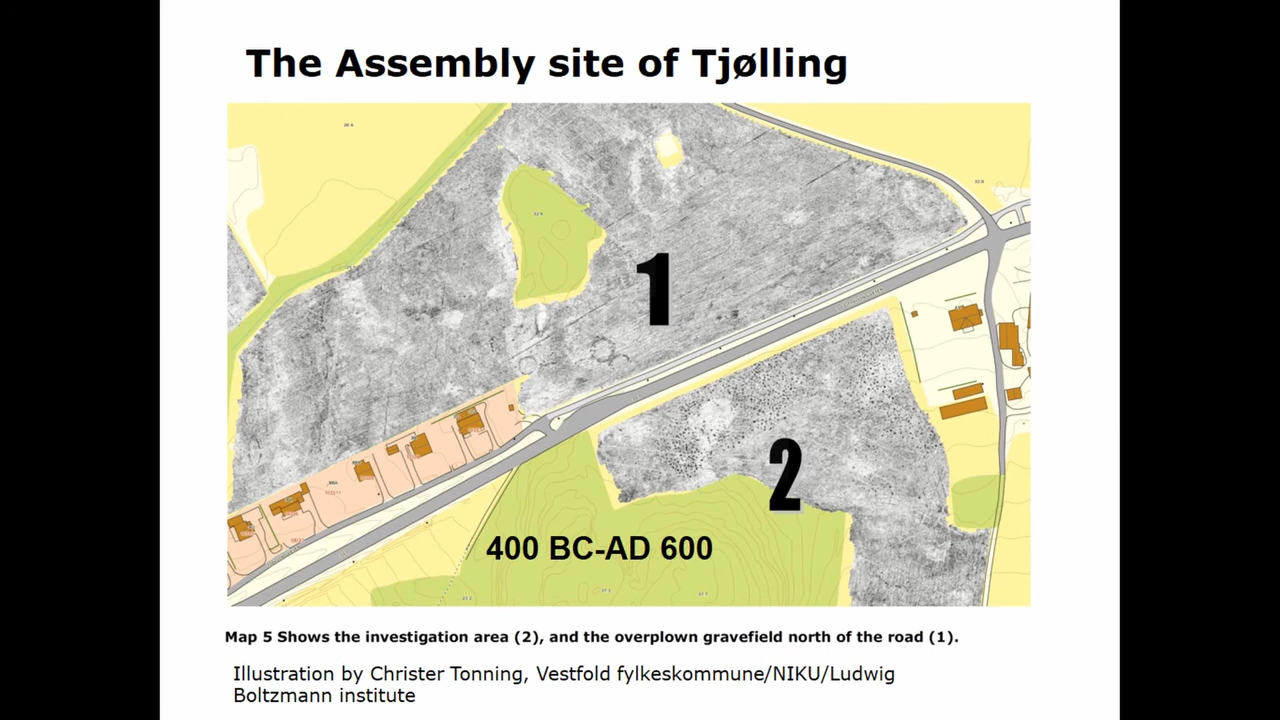 The Assembly site of Tjølling
1
2
400 BC-AD 600
Map 5 Shows the investigation area (2), and the overplown gravefield north of the road (1).
Illustration by Christer Tonning, Vestfold fylkeskommune/NIKU/Ludwig
Boltzmann institute